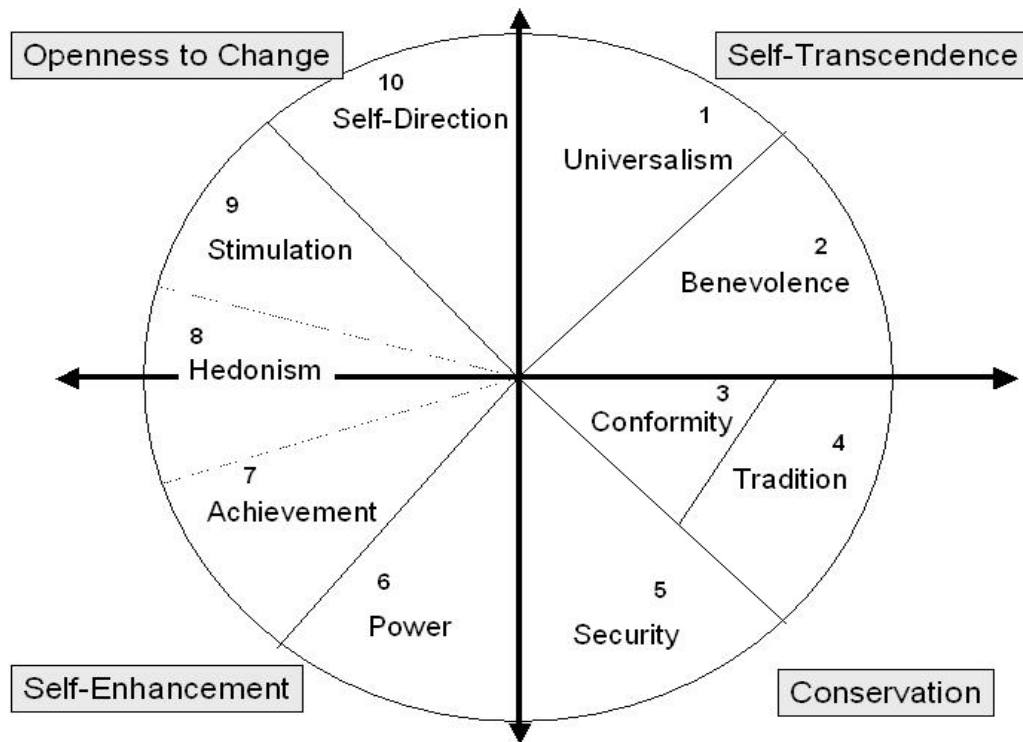 Openness to Change
Self-Transcendence
10
Self-Direction
1
Universalism
9
Stimulation
2
Benevolence
8
Hedonism
3
Conformity
4
Tradition
7
Achievement
6
Power
5
Security
Self-Enhancement
Conservation